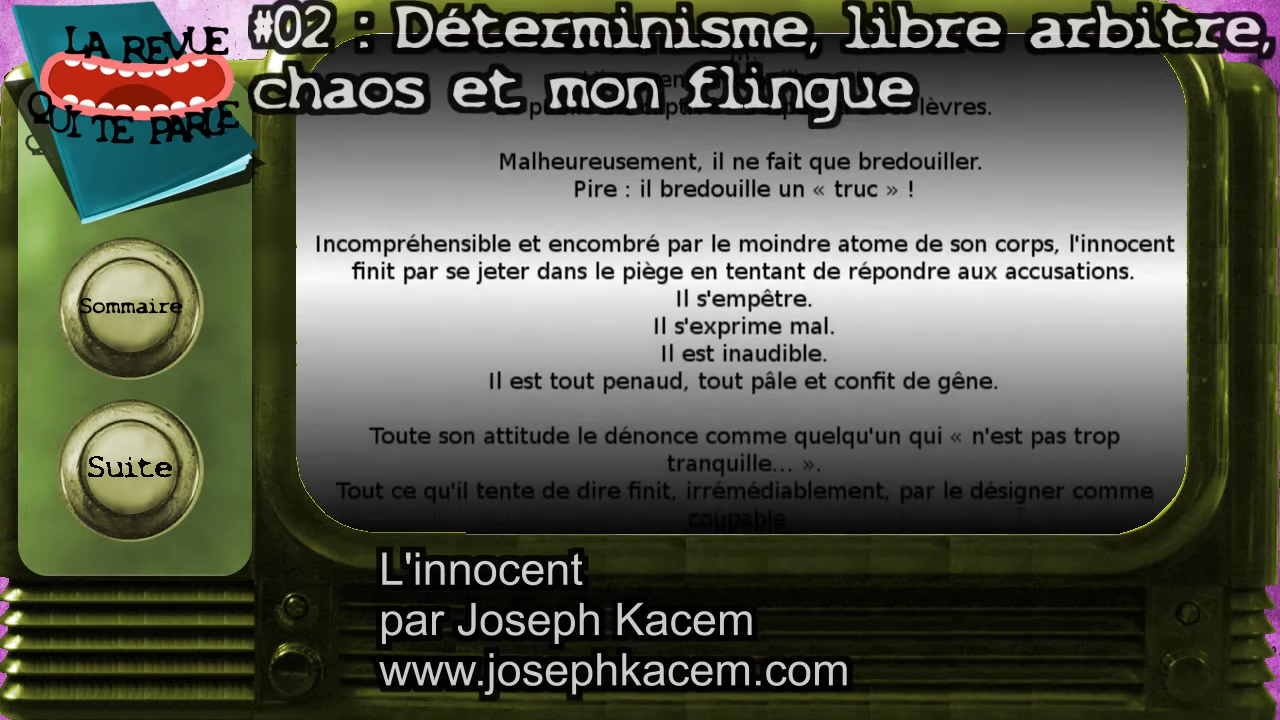 LA REVUE
QUI TE PARLE
#02 : Déterminisme, libre arbitre,
chaos et mon flingue
lèvres.
Malheureusement, il ne fait que bredouiller.
Pire : il bredouille un « truc » !
Incompréhensible et encombré par le moindre atome de son corps, l'innocent
finit par se jeter dans le piège en tentant de répondre aux accusations.
Il s'empêtre.
Il s'exprime mal.
Il est inaudible.
Il est tout penaud, tout pâle et confit de gêne.
Toute son attitude le dénonce comme quelqu'un qui « n'est pas trop
tranquille... ».
Tout ce qu'il tente de dire finit, irrémédiablement, par le désigner comme
coupable
Sommaire
Suite
L'innocent
par Joseph Kacem
www.josephkacem.com